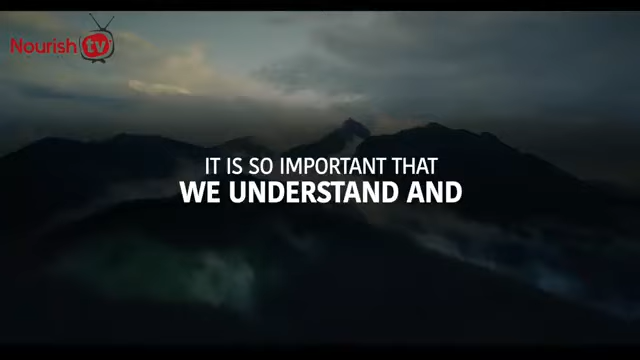 Nourish tv
IT IS SO IMPORTANT THAT
WE UNDERSTAND AND